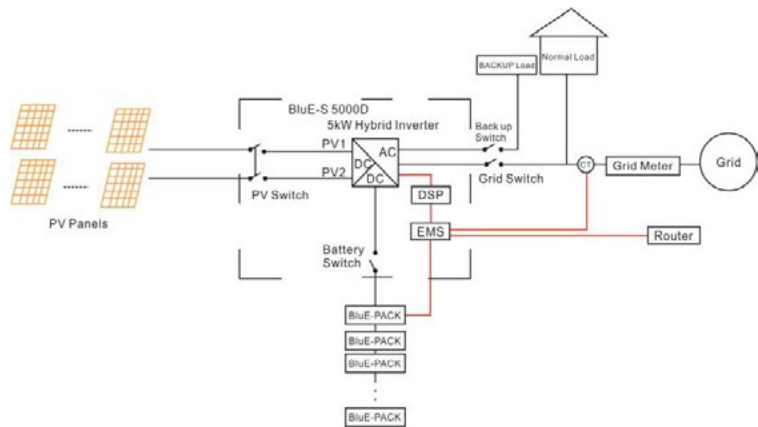 BACKUP Load
Normal Load
BluE-S 5000D
5kW Hybrid Inverter
Back up
Switch
PV1
AC
DC
DC
PV2
Grid Switch
CT
Grid Meter
Grid
PV Switch
DSP
PV Panels
EMS
Router
Battery
Switch
BluE-PACK
BluE-PACK
BluE-PACK
BluE-PACK